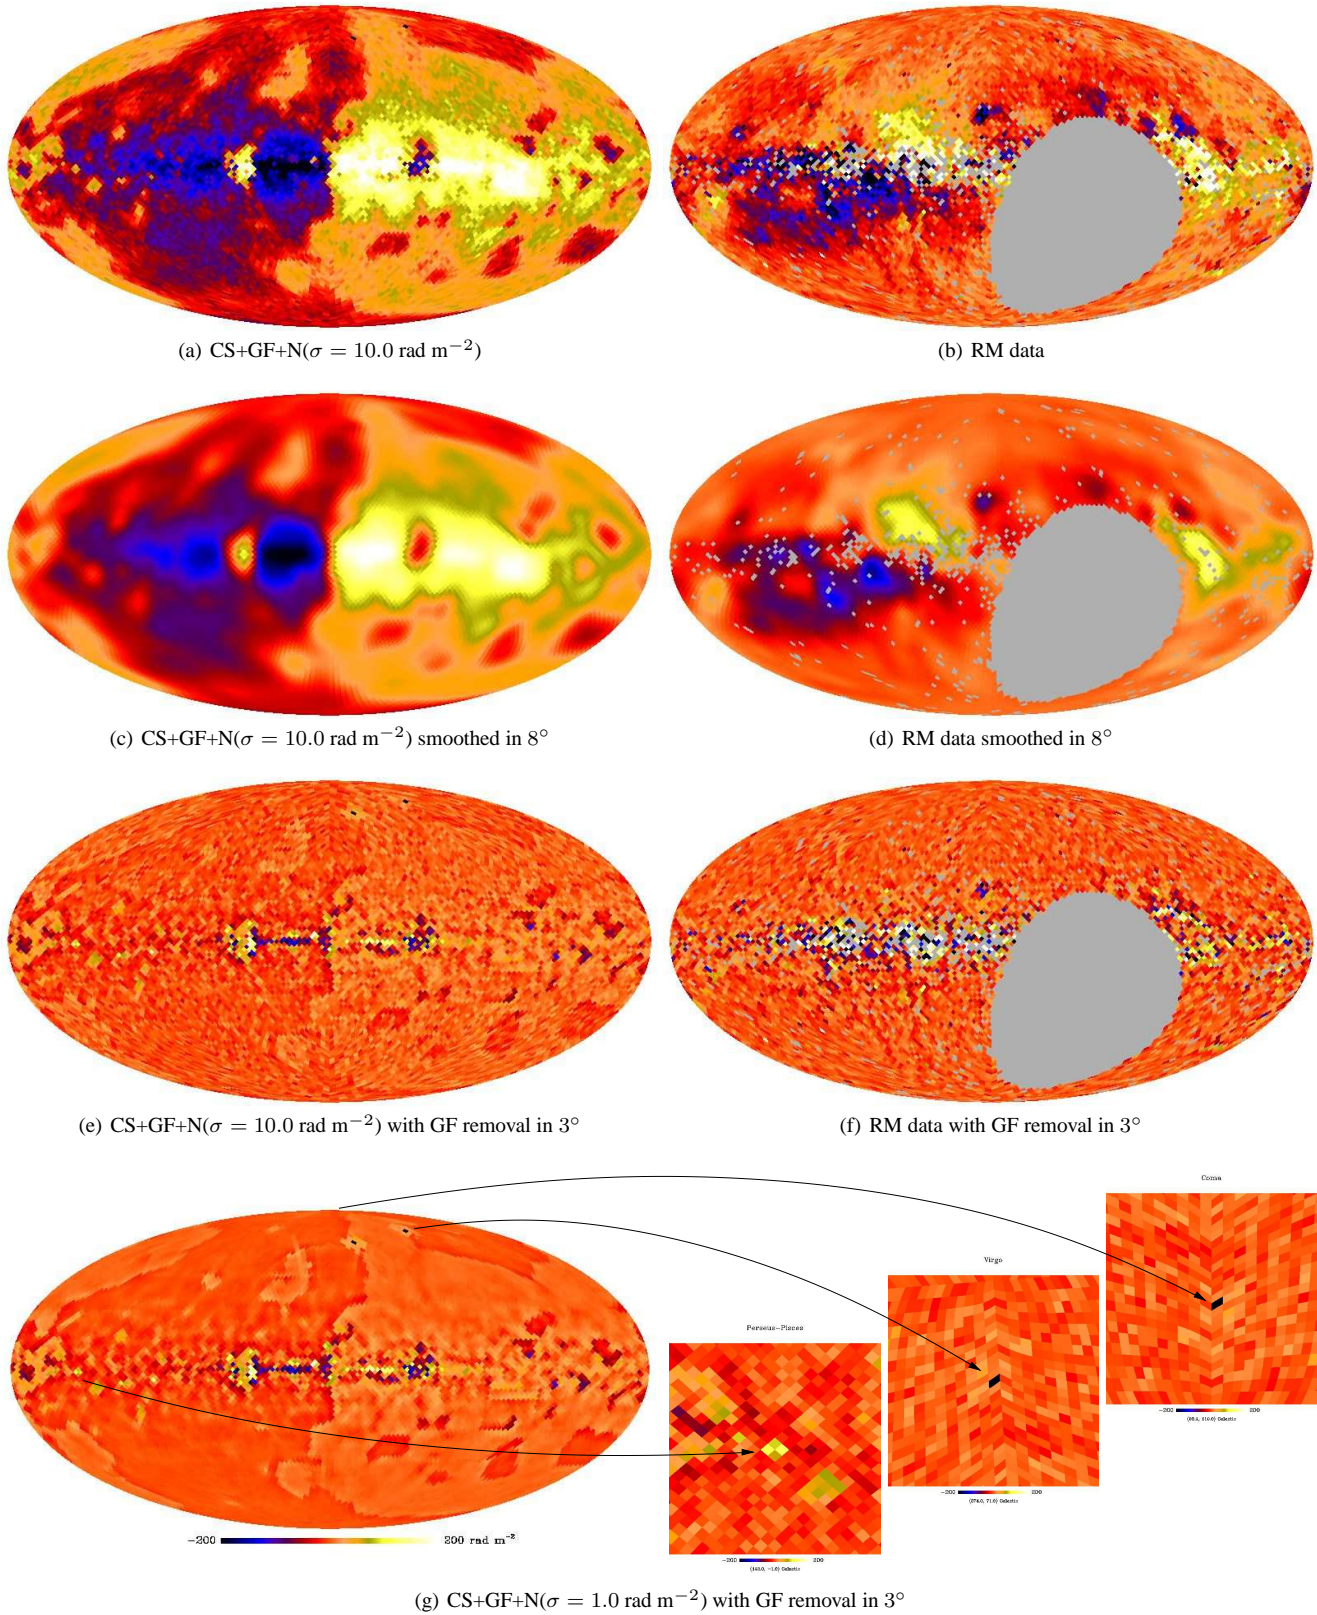 (a) CS+GF+N(σ = 10.0 rad m⁻²)
(b) RM data
(c) CS+GF+N(σ = 10.0 rad m⁻²) smoothed in 8°
(d) RM data smoothed in 8°
(e) CS+GF+N(σ = 10.0 rad m⁻²) with GF removal in 3°
(f) RM data with GF removal in 3°
Coma
Virgo
Perseus-Pisces
-200 200
-200 200
Galactic
-200 200 rad m⁻²
-200 200
Galactic
Galactic
(g) CS+GF+N(σ = 1.0 rad m⁻²) with GF removal in 3°